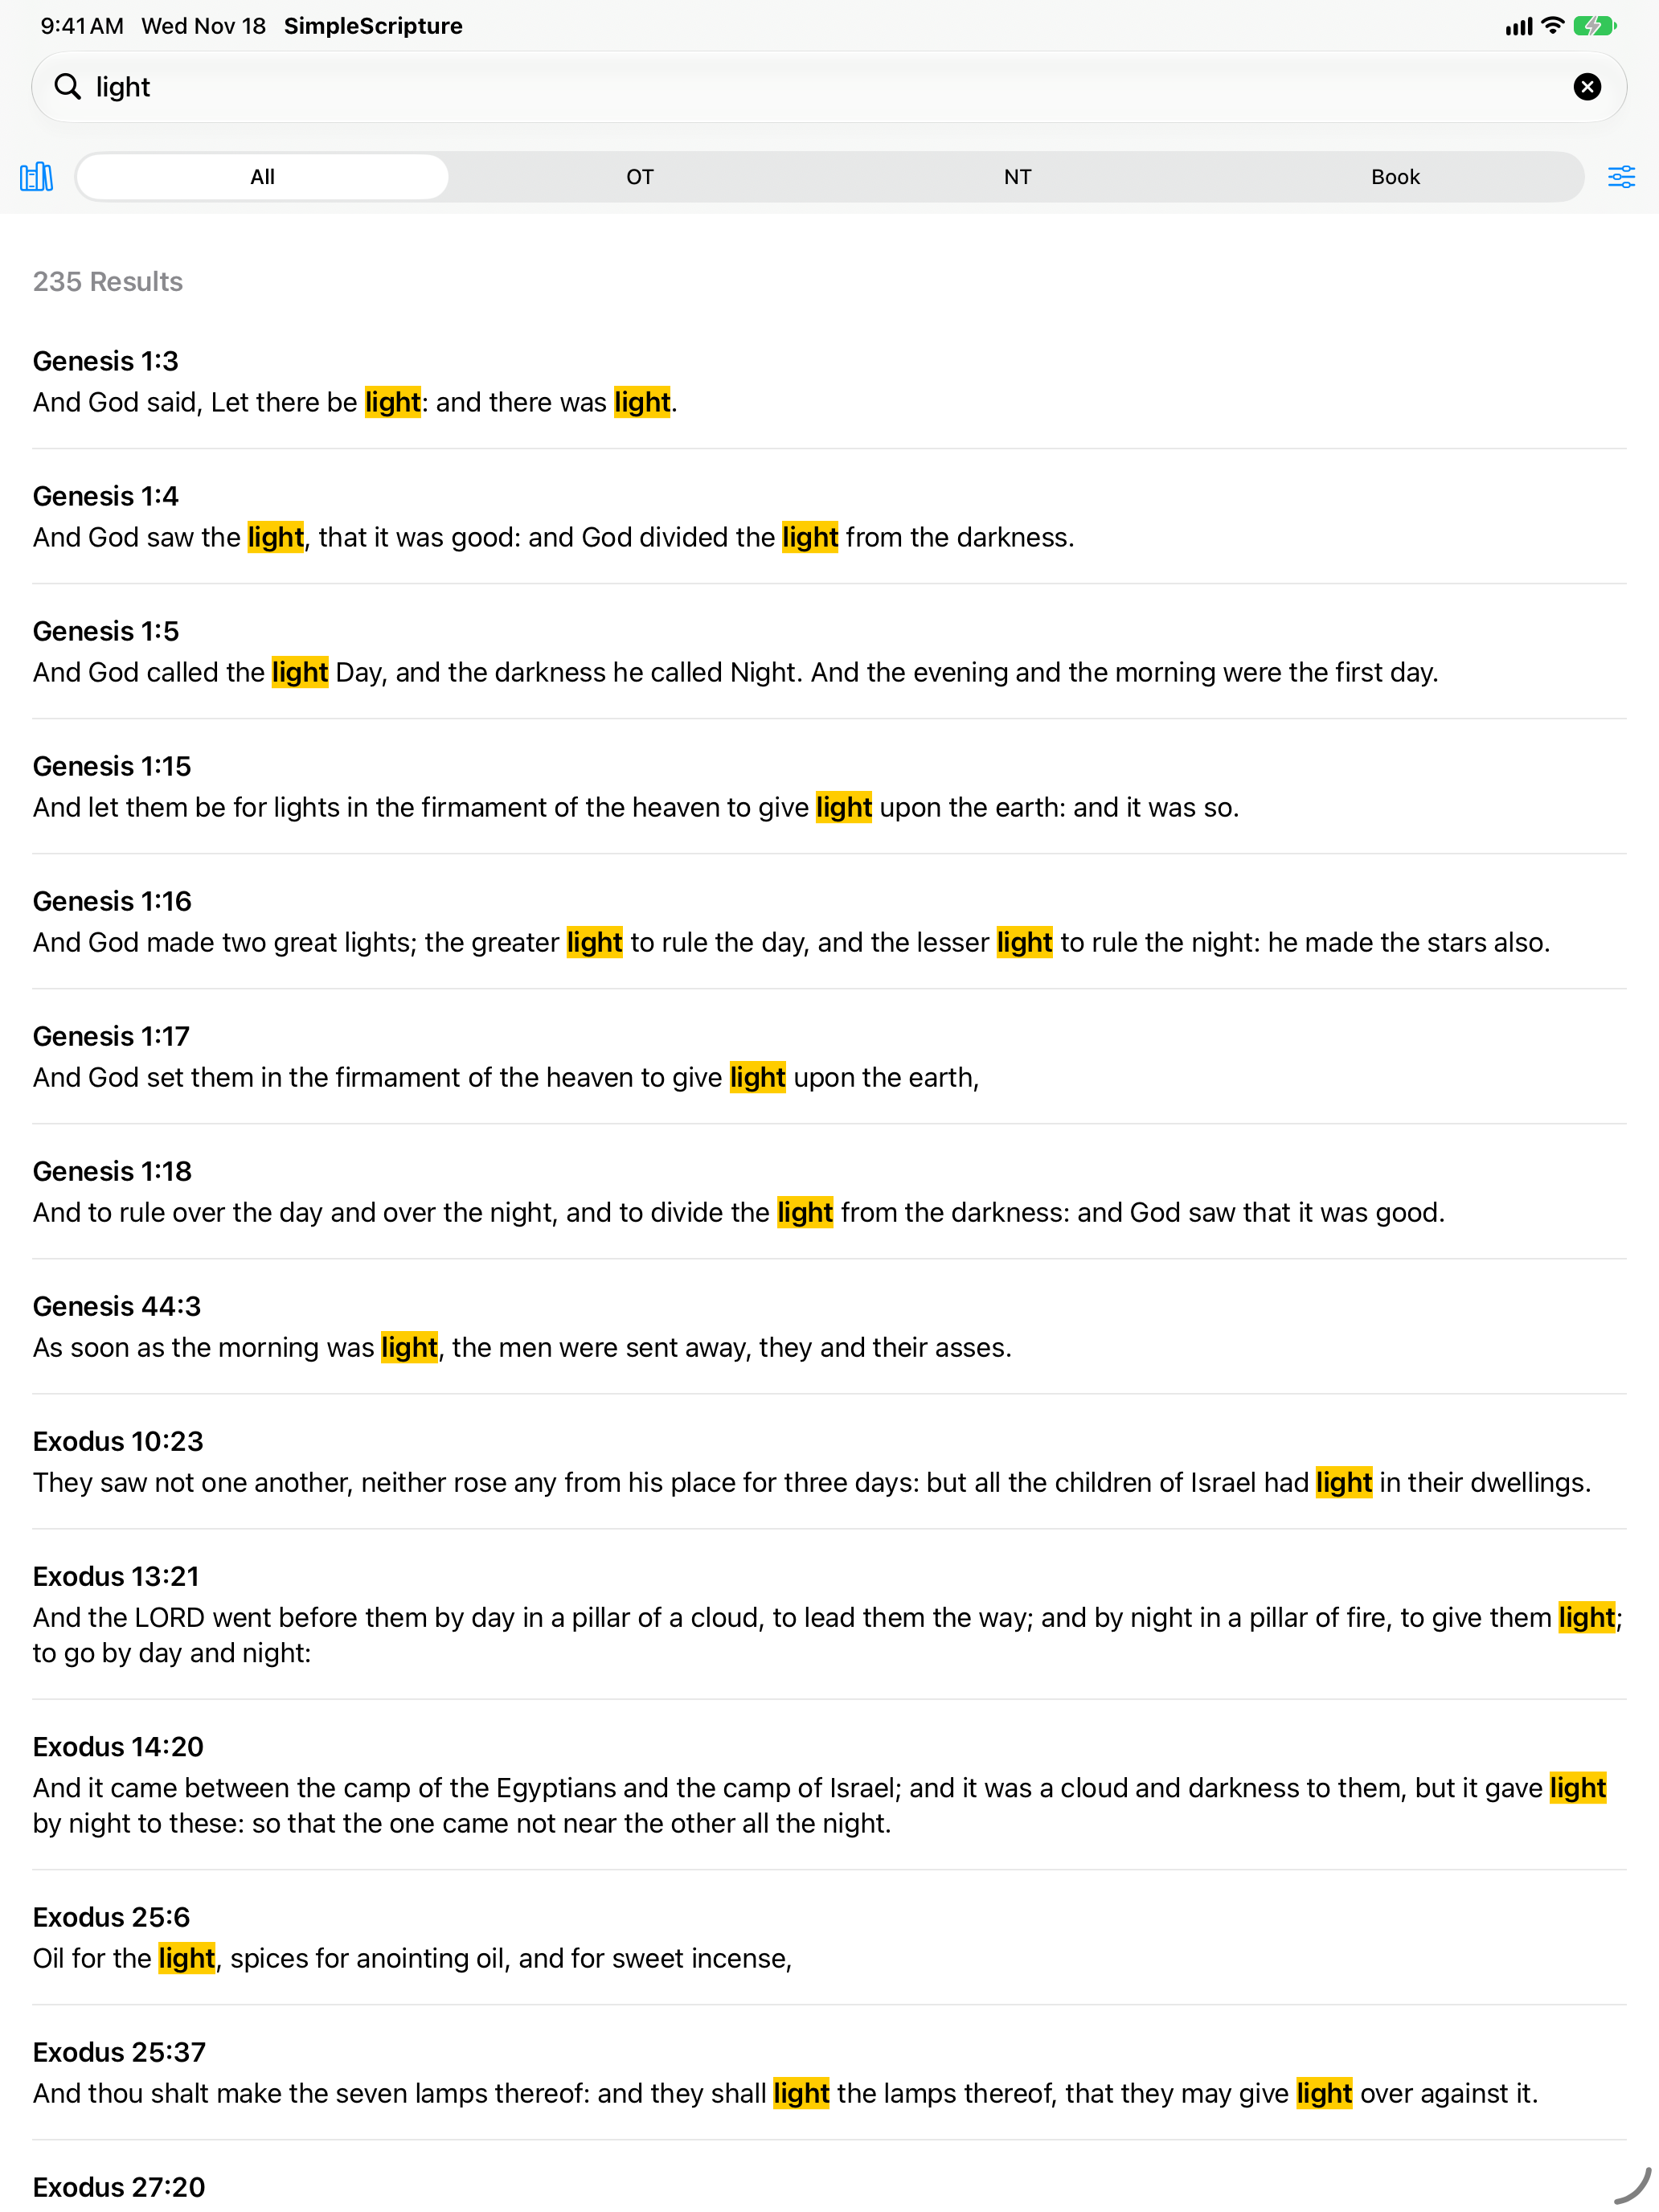 9:41 AM Wed Nov 18 SimpleScripture
light
All OT NT Book
235 Results
Genesis 1:3
And God said, Let there be light: and there was light.
Genesis 1:4
And God saw the light, that it was good: and God divided the light from the darkness.
Genesis 1:5
And God called the light Day, and the darkness he called Night. And the evening and the morning were the first day.
Genesis 1:15
And let them be for lights in the firmament of the heaven to give light upon the earth: and it was so.
Genesis 1:16
And God made two great lights; the greater light to rule the day, and the lesser light to rule the night: he made the stars also.
Genesis 1:17
And God set them in the firmament of the heaven to give light upon the earth,
Genesis 1:18
And to rule over the day and over the night, and to divide the light from the darkness: and God saw that it was good.
Genesis 44:3
As soon as the morning was light, the men were sent away, they and their asses.
Exodus 10:23
They saw not one another, neither rose any from his place for three days: but all the children of Israel had light in their dwellings.
Exodus 13:21
And the LORD went before them by day in a pillar of a cloud, to lead them the way; and by night in a pillar of fire, to give them light;
to go by day and night:
Exodus 14:20
And it came between the camp of the Egyptians and the camp of Israel; and it was a cloud and darkness to them, but it gave light
by night to these: so that the one came not near the other all the night.
Exodus 25:6
Oil for the light, spices for anointing oil, and for sweet incense,
Exodus 25:37
And thou shalt make the seven lamps thereof: and they shall light the lamps thereof, that they may give light over against it.
Exodus 27:20